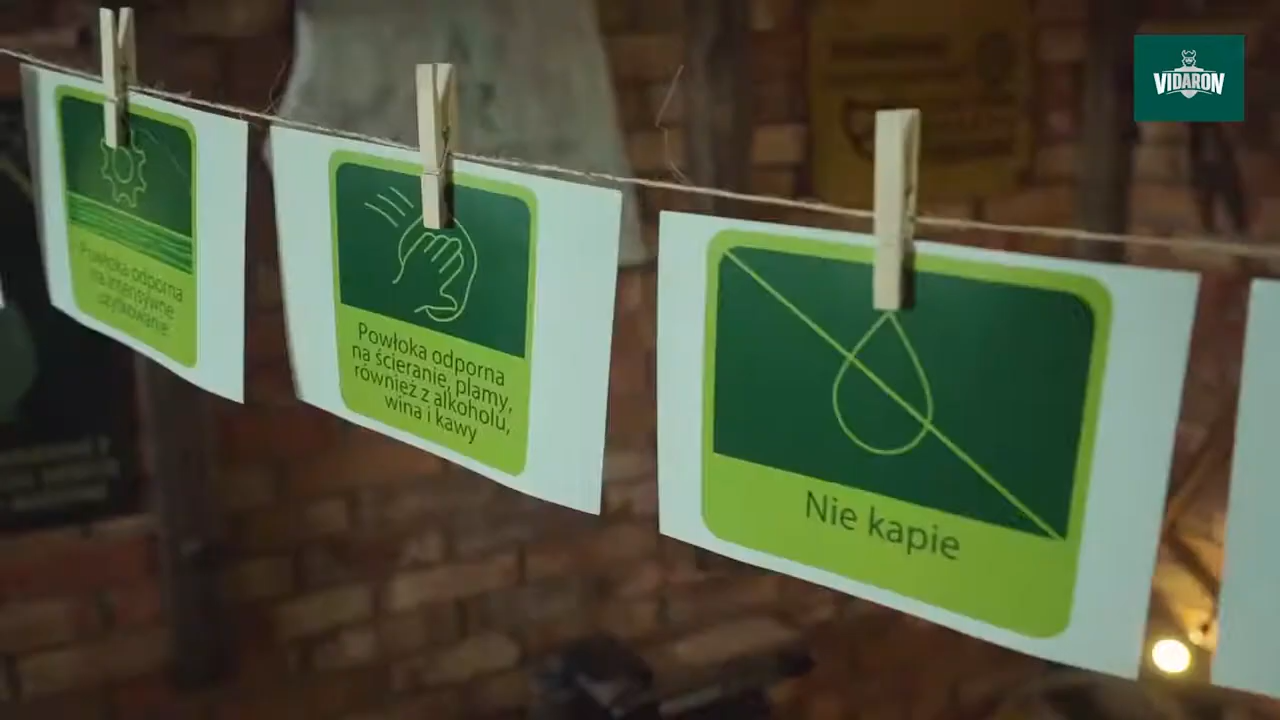 VIDARON
Powłoka odporna
na intensywne
użytkowanie
Powłoka odporna
na ścieranie, plamy,
również z alkoholu,
wina i kawy
Nie kapie